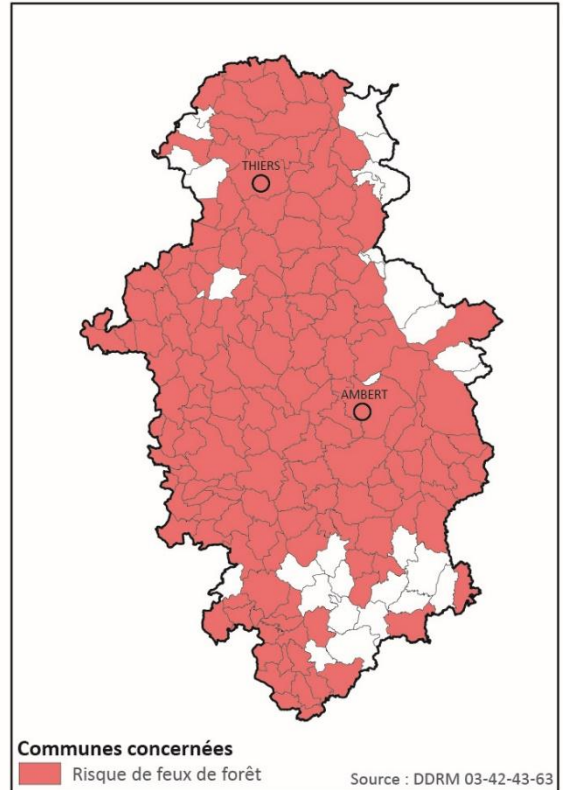 THIERS
AMBERT
Communes concernées
Risque de feux de forêt
Source : DDRM 03-42-43-63